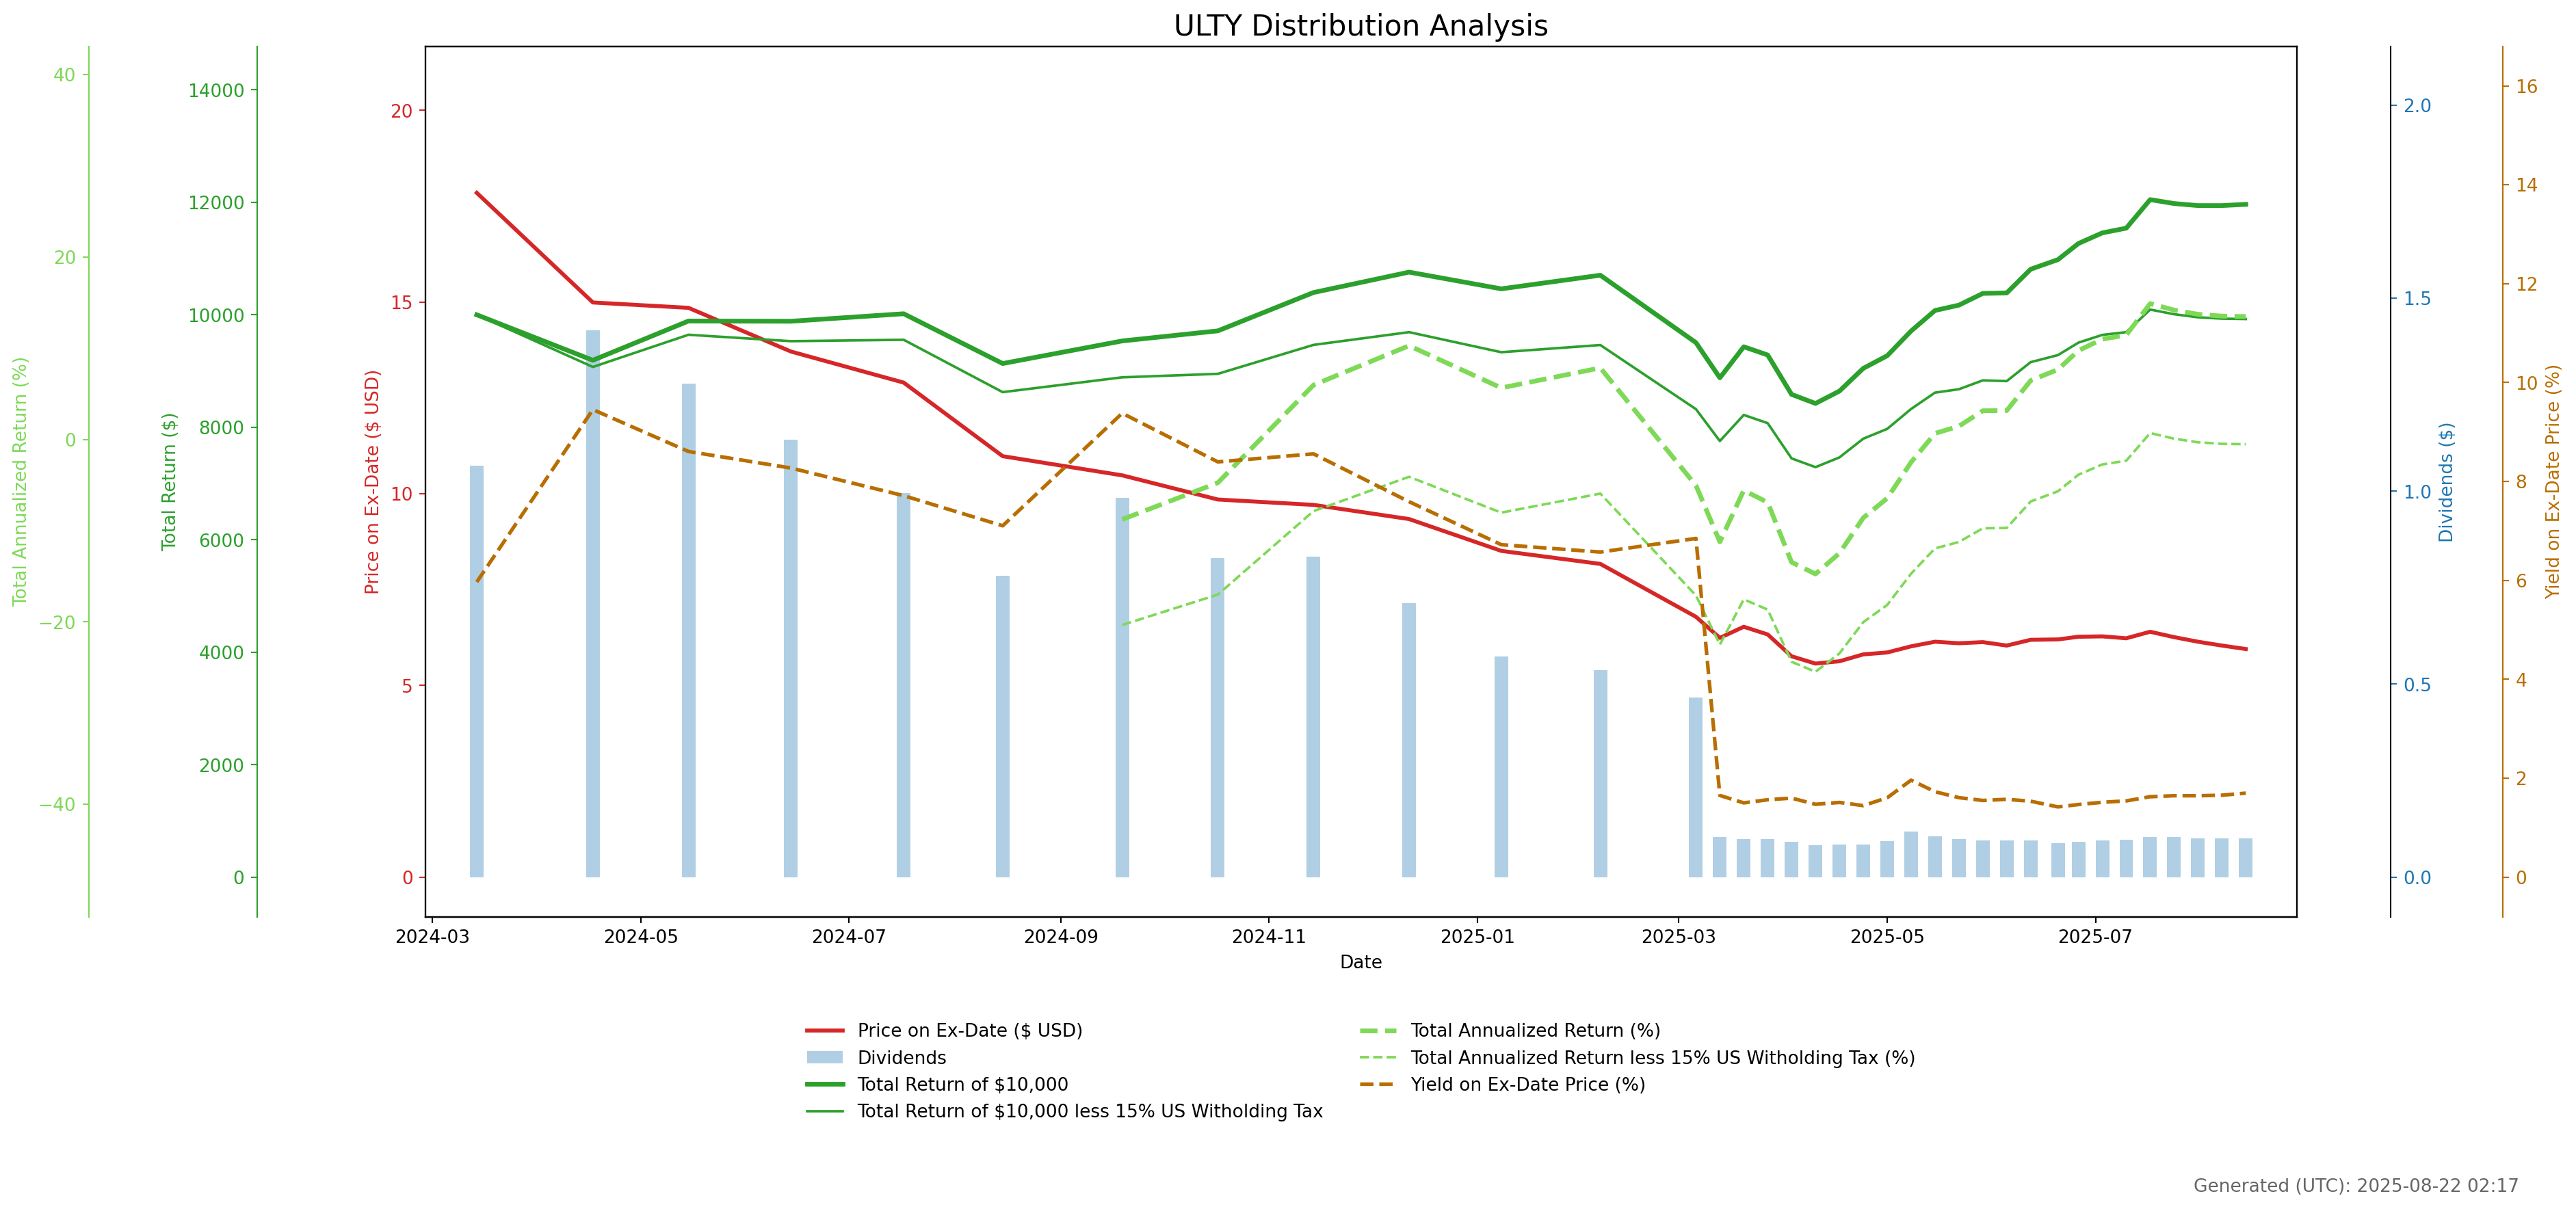 ULTY Distribution Analysis
Total Annualized Return (%)
40
20
0
−20
−40
Total Return ($)
14000
12000
10000
8000
6000
4000
2000
0
Price on Ex-Date ($ USD)
20
15
10
5
0
2.0
1.5
1.0
0.5
0.0
Dividends ($)
16
14
12
10
8
6
4
2
0
Yield on Ex-Date Price (%)
2024-03 2024-05 2024-07 2024-09 2024-11 2025-01 2025-03 2025-05 2025-07
Date
Price on Ex-Date ($ USD)
Dividends
Total Return of $10,000
Total Return of $10,000 less 15% US Witholding Tax
Total Annualized Return (%)
Total Annualized Return less 15% US Witholding Tax (%)
Yield on Ex-Date Price (%)
Generated (UTC): 2025-08-22 02:17